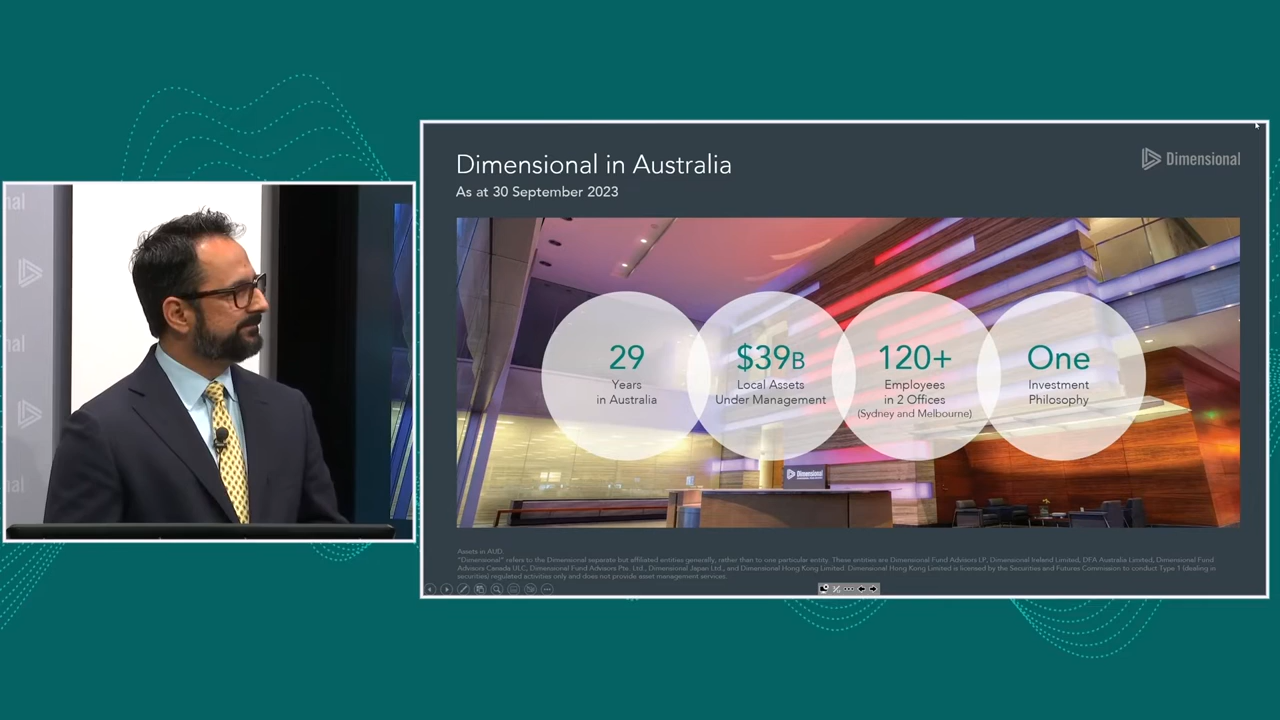 nal
nal
nal
Dimensional in Australia
As at 30 September 2023
Dimensional
29
Years
in Australia
$39B
Local Assets
Under Management
120+
Employees
in 2 Offices
(Sydney and Melbourne)
One
Investment
Philosophy
Dimensional
Assets in AUD.
"Dimensional" refers to the Dimensional separate but affiliated entities generally, rather than to one particular entity. These entities are Dimensional Fund Advisors LP, Dimensional Ireland Limited, DFA Australia Limited, Dimensional Fund
Advisors Canada ULC, Dimensional Fund Advisors Pte. Ltd., Dimensional Japan Ltd., and Dimensional Hong Kong Limited. Dimensional Hong Kong Limited is licensed by the Securities and Futures Commission to conduct Type 1 (dealing in
securities) regulated activities only and does not provide asset management services.